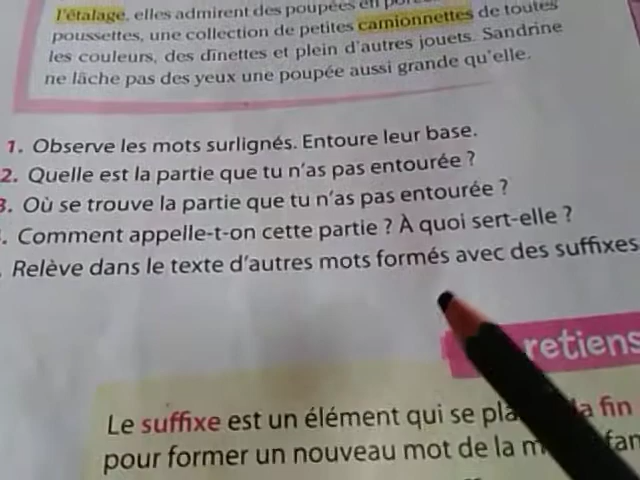 l'étalage, elles admirent des poupées en
poussettes, une collection de petites camionnettes de toutes
les couleurs, des dînettes et plein d'autres jouets. Sandrine
ne lâche pas des yeux une poupée aussi grande qu'elle.
1. Observe les mots surlignés. Entoure leur base.
2. Quelle est la partie que tu n'as pas entourée ?
3. Où se trouve la partie que tu n'as pas entourée ?
. Comment appelle-t-on cette partie ? À quoi sert-elle ?
Relève dans le texte d'autres mots formés avec des suffixes
retiens
Le suffixe est un élément qui se la fin
pour former un nouveau mot de la